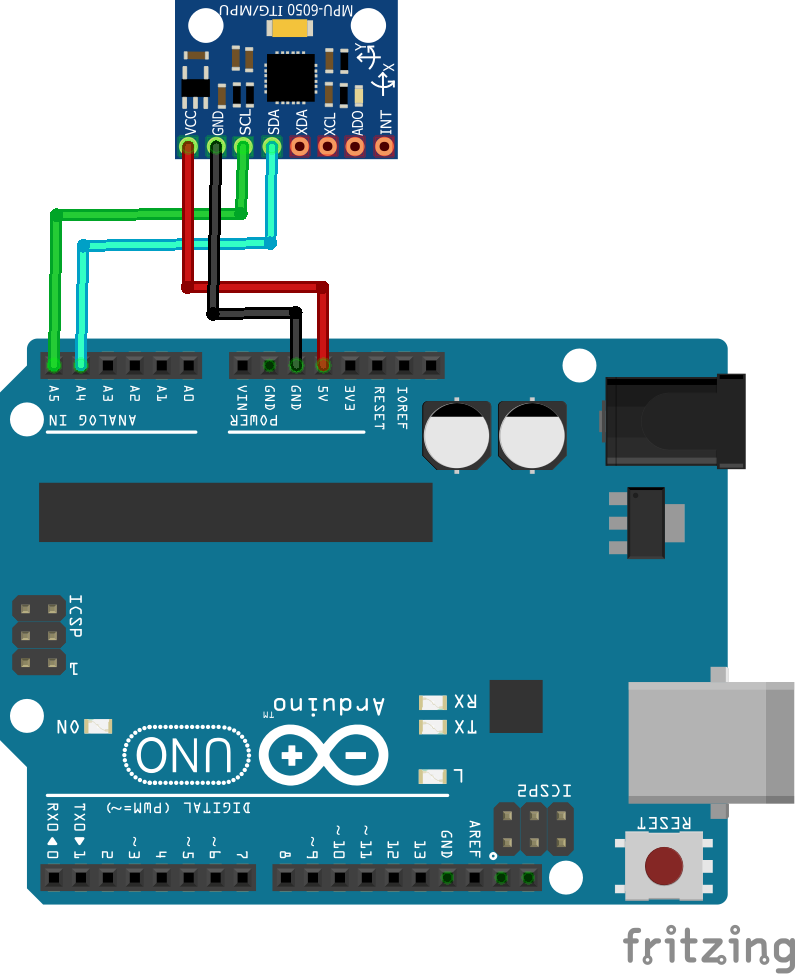 MPU-6050 ITG/MPU
Y
X
VCC
GND
SCL
SDA
XDA
XCL
ADO
INT
A5
A4
A3
A2
A1
A0
VIN
GND
GND
5V
3V3
RESET
IOREF
ANALOG IN
POWER
ICSP
1
Arduino
TM
RX
TX
ON
UNO
L
ICSP2
DIGITAL (PWM=~)
RESET
RX0◀0
TX0▶1
2
~3
4
~5
~6
7
8
~9
~10
~11
12
13
GND
AREF
fritzing